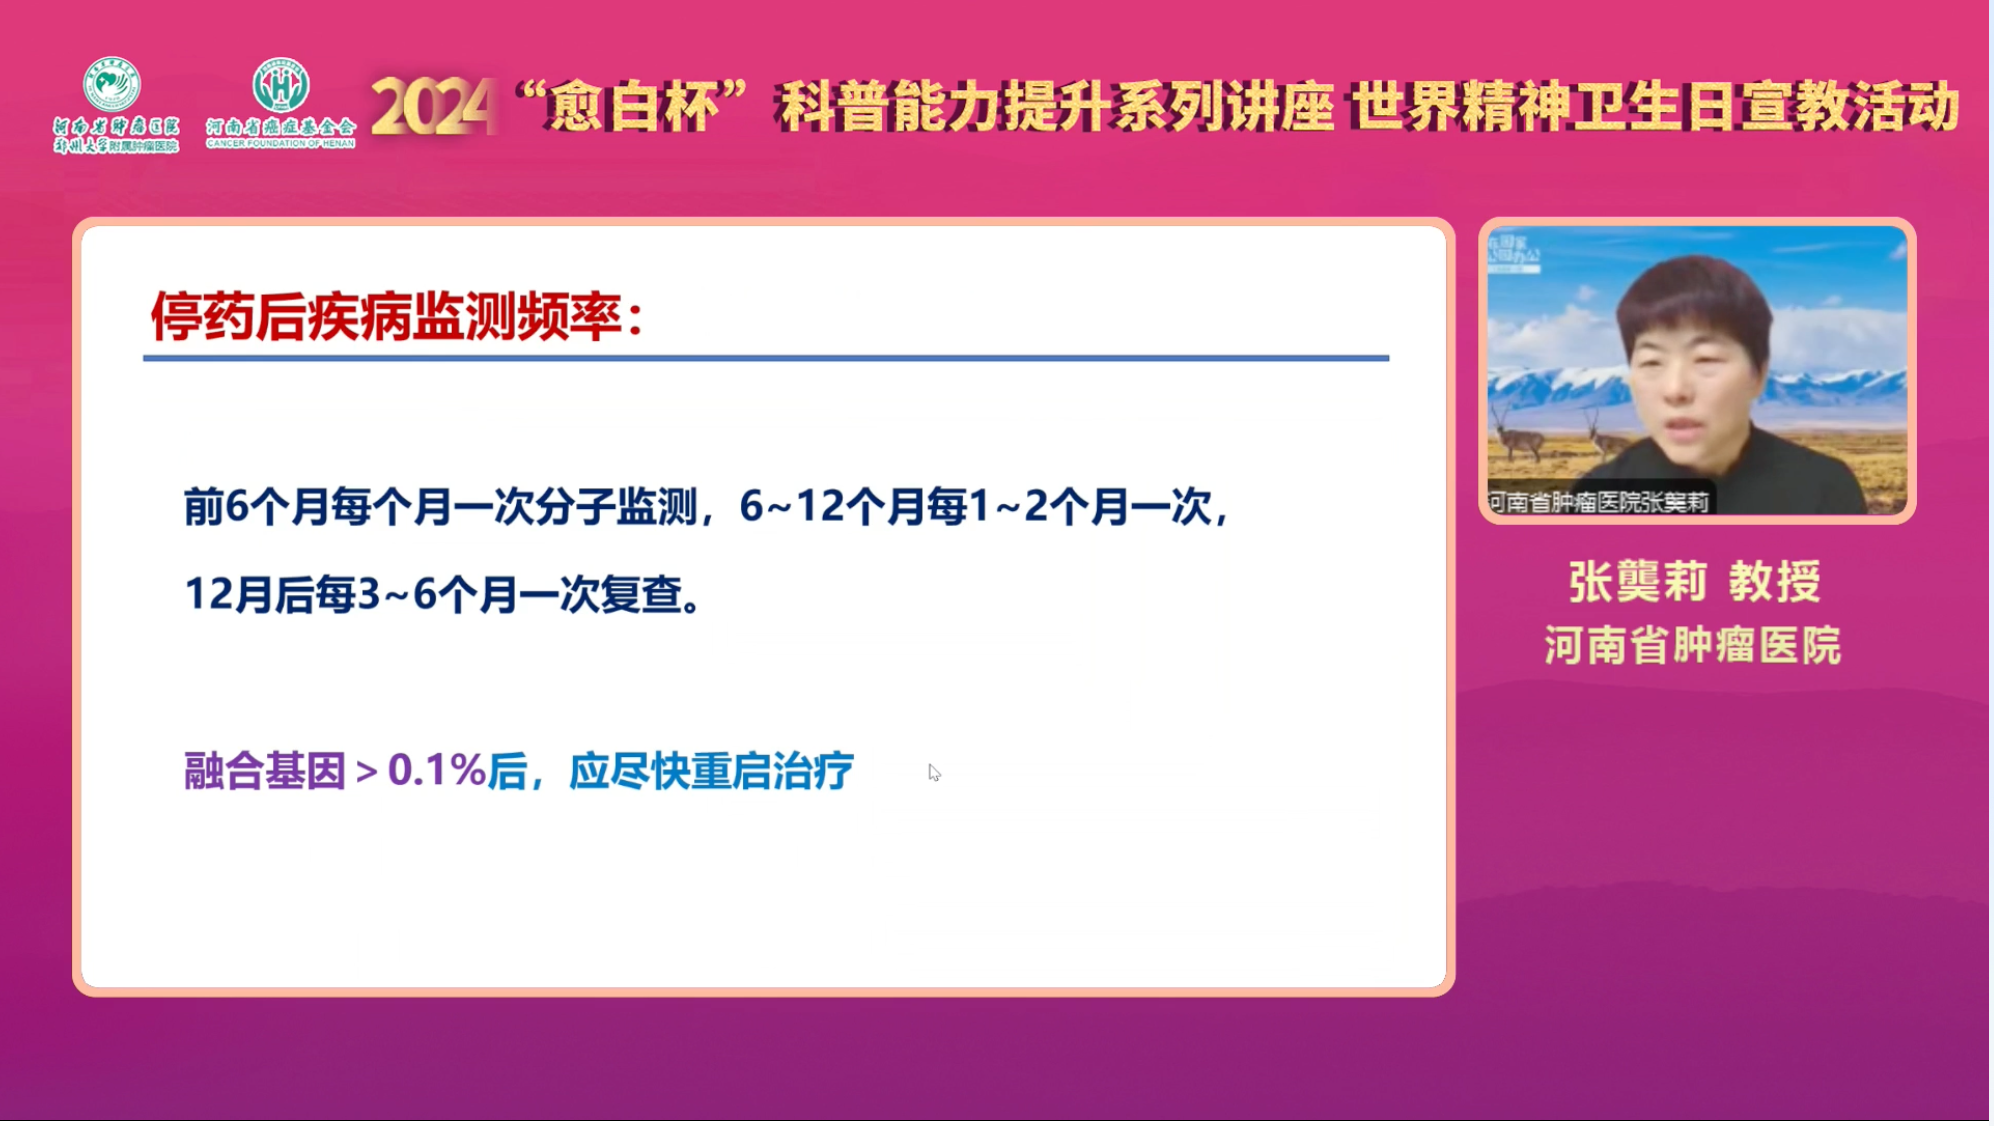 河南省肿瘤医院
郑州大学附属肿瘤医院
河南省癌症基金会
CANCER FOUNDATION OF HENAN
2024“愈白杯”科普能力提升系列讲座 世界精神卫生日宣教活动
停药后疾病监测频率：
前6个月每个月一次分子监测，6~12个月每1~2个月一次，
12月后每3~6个月一次复查。
融合基因＞0.1%后，应尽快重启治疗
河南省肿瘤医院张龑莉
张龑莉 教授
河南省肿瘤医院